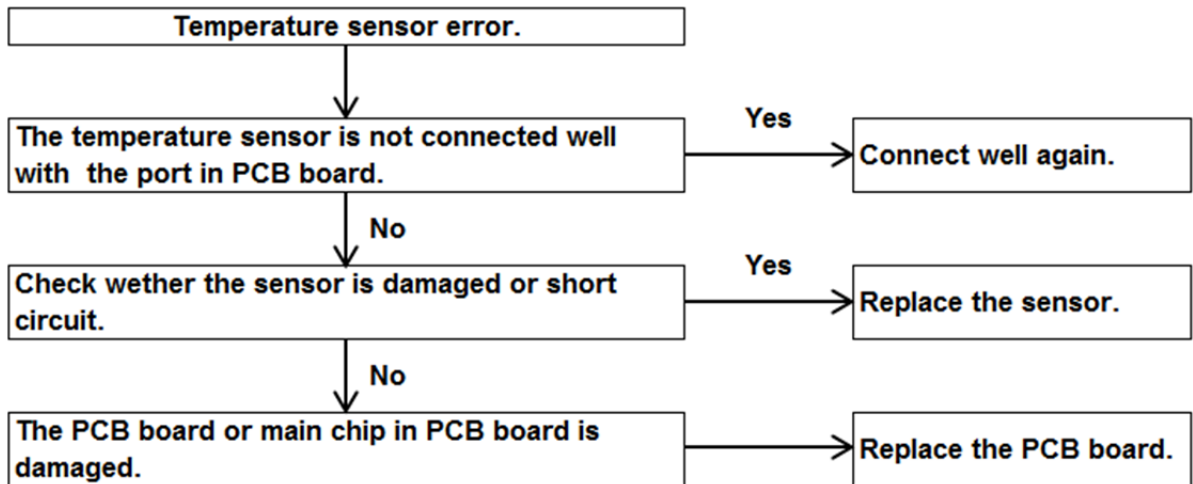 Temperature sensor error.
The temperature sensor is not connected well
with the port in PCB board.
Yes
Connect well again.
No
Check wether the sensor is damaged or short
circuit.
Yes
Replace the sensor.
No
The PCB board or main chip in PCB board is
damaged.
Replace the PCB board.